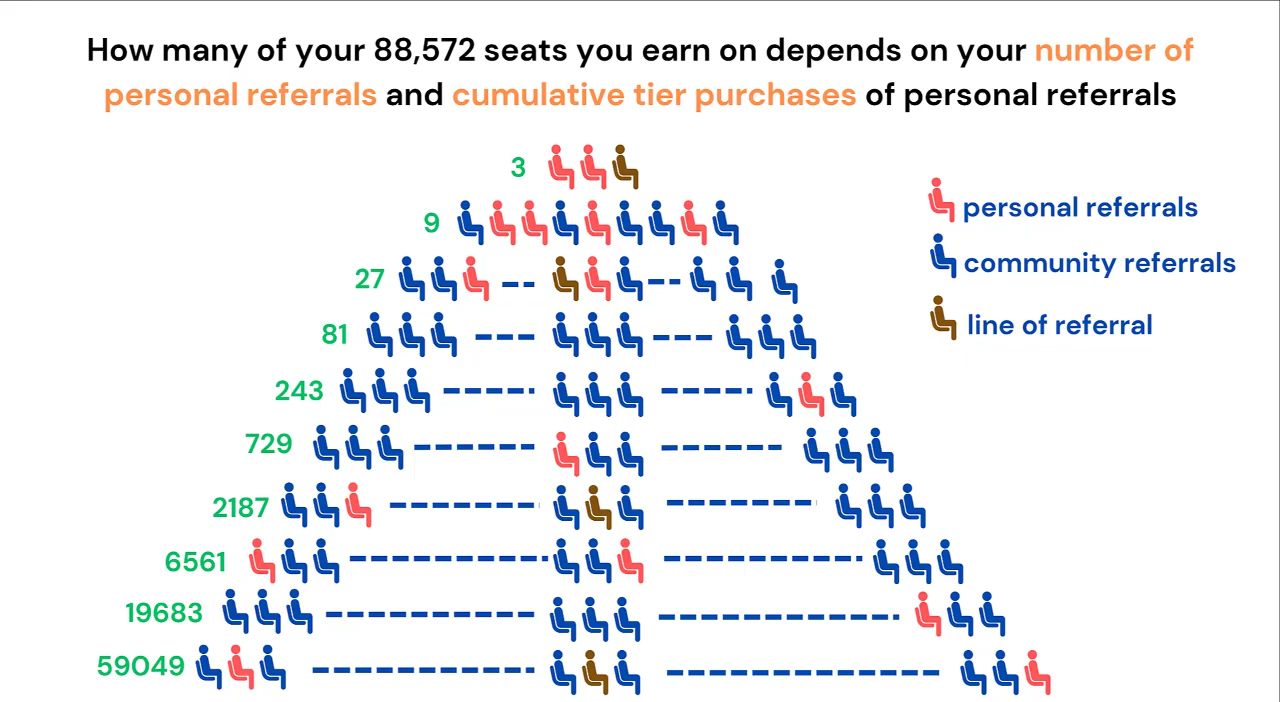 How many of your 88,572 seats you earn on depends on your number of
personal referrals and cumulative tier purchases of personal referrals
3
personal referrals
9
community referrals
27
line of referral
81
243
729
2187
6561
19683
59049